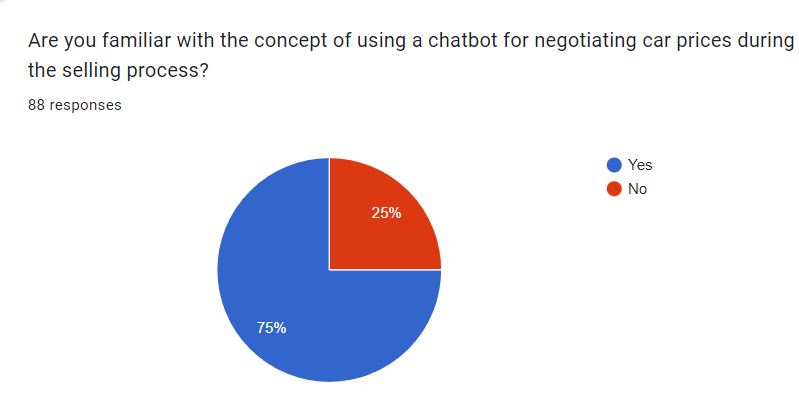 Are you familiar with the concept of using a chatbot for negotiating car prices during
the selling process?
88 responses
Yes
No
25%
75%